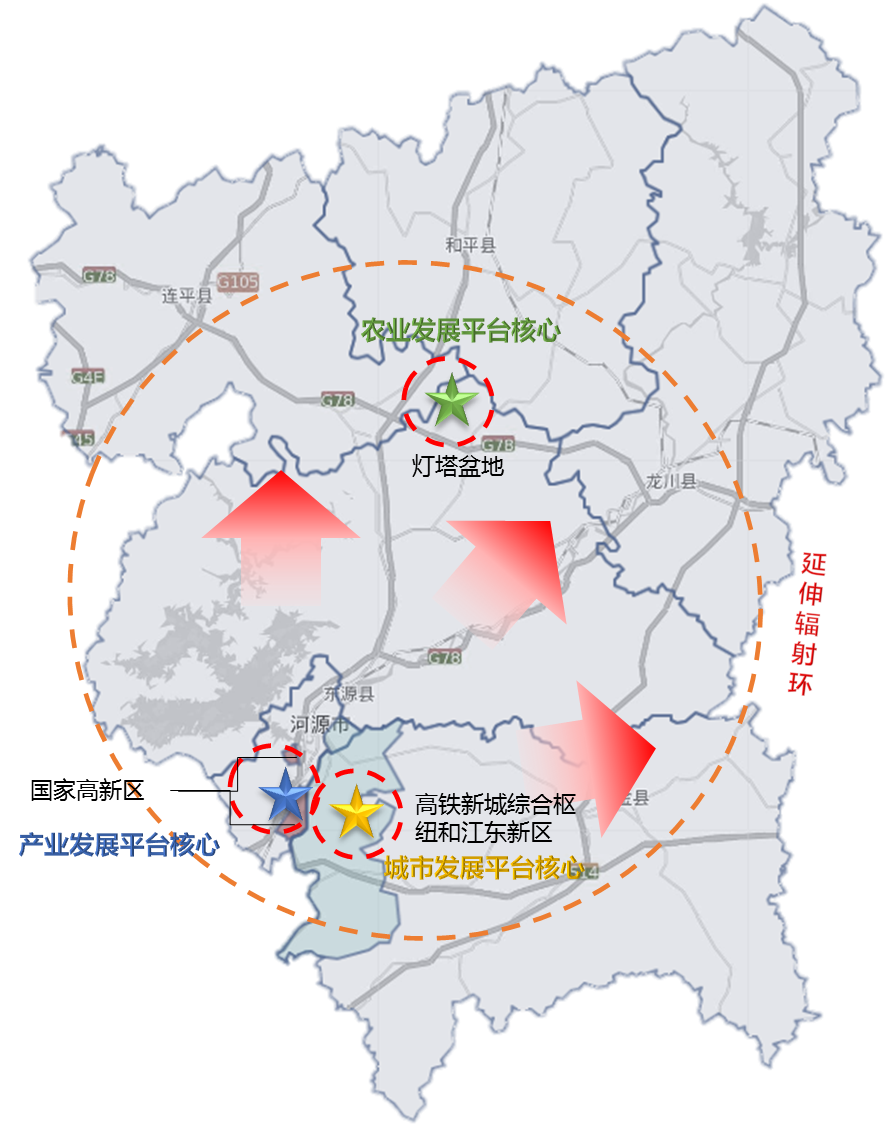 和平县
G78
G105
连平县
农业发展平台核心
G4E
G78
45
G78
灯塔盆地
龙川县
延伸辐射环
G78
东源县
河源市
国家高新区
高铁新城综合枢
纽和江东新区
金县
产业发展平台核心
城市发展平台核心